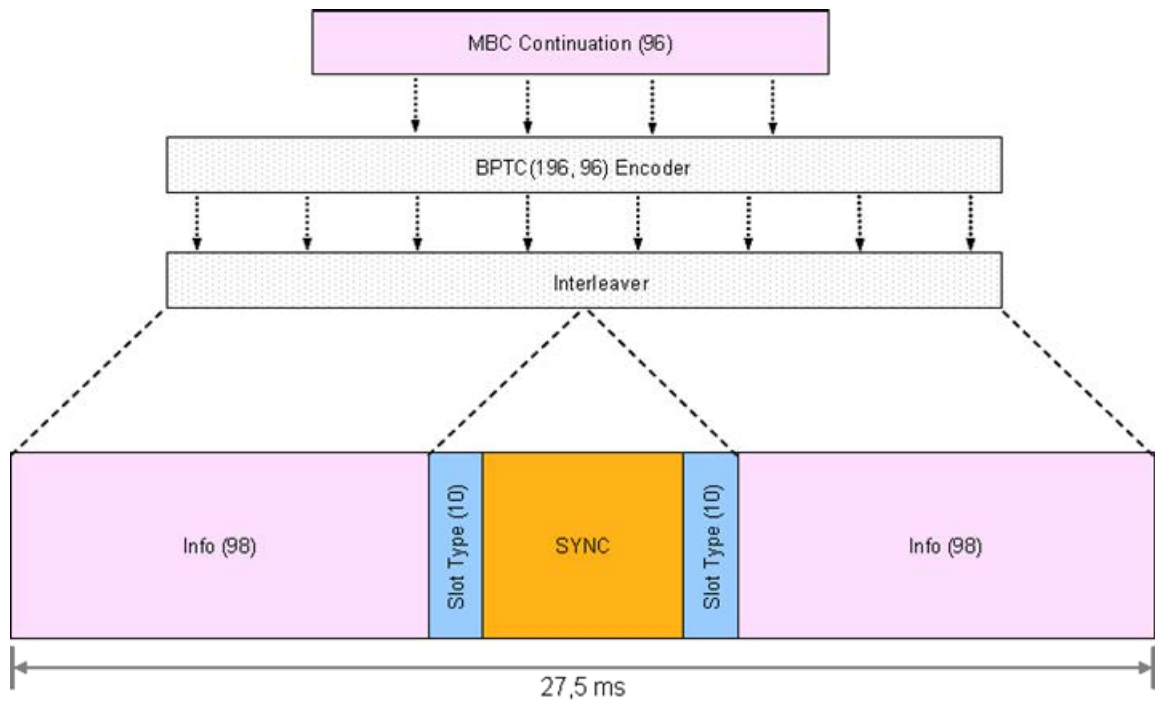 MBC Continuation (96)
BPTC(196, 96) Encoder
Interleaver
Info (98)
Slot Type (10)
SYNC
Slot Type (10)
Info (98)
27,5 ms